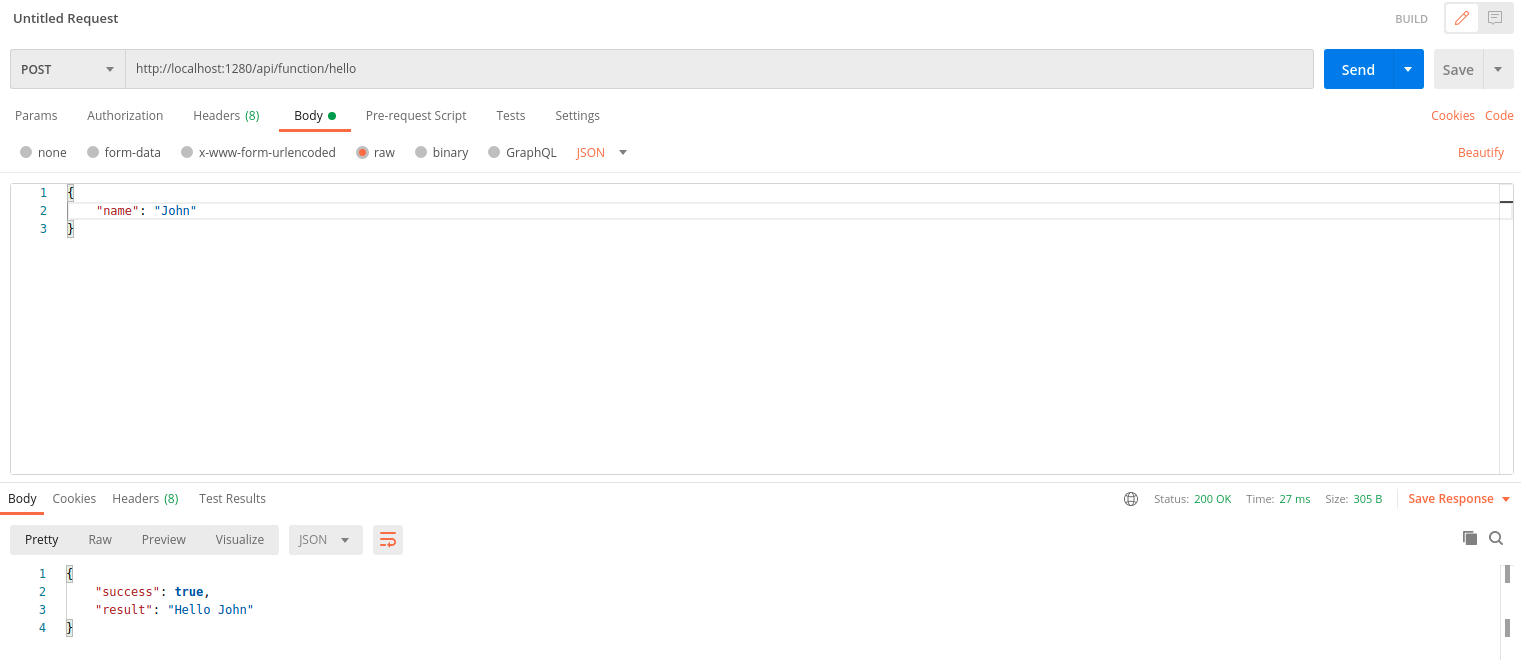 Untitled Request
BUILD
POST http://localhost:1280/api/function/hello Send Save
Params Authorization Headers (8) Body Pre-request Script Tests Settings Cookies Code
none form-data x-www-form-urlencoded raw binary GraphQL JSON Beautify
1 {
2 "name": "John"
3 }
Body Cookies Headers (8) Test Results Status: 200 OK Time: 27 ms Size: 305 B Save Response
Pretty Raw Preview Visualize JSON
1 {
2 "success": true,
3 "result": "Hello John"
4 }